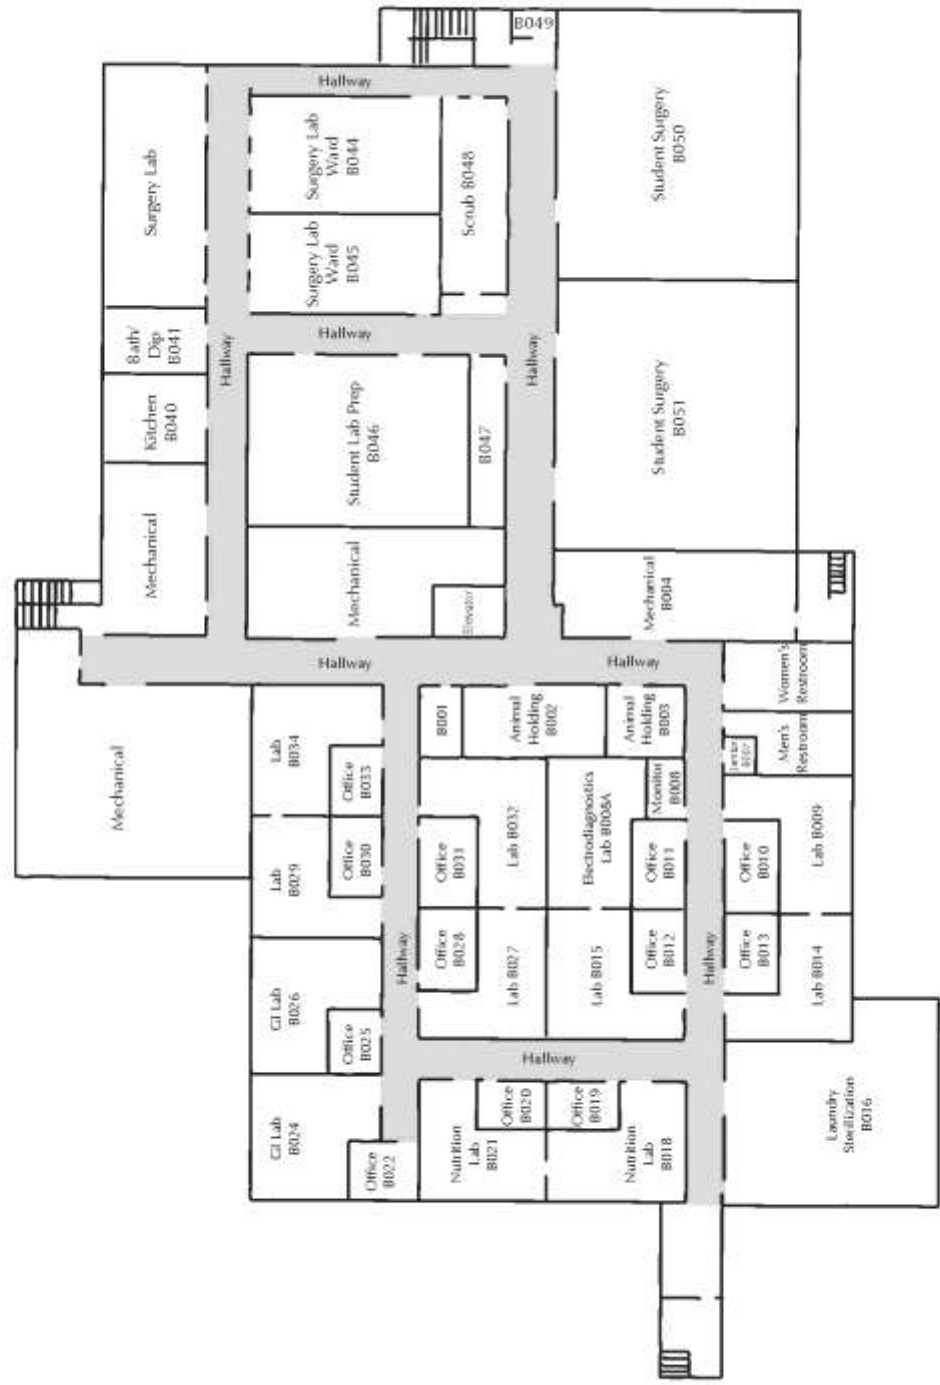 B049
Hallway
Surgery Lab
Surgery Lab
Ward
B044
Scrub B048
Student Surgery
B050
Surgery Lab
Ward
B045
Bath/
Dip
B041
Hallway
Hallway
Hallway
Kitchen
B040
Student Lab Prep
B046
B047
Student Surgery
B051
Mechanical
Mechanical
Elevator
Mechanical
B004
Hallway
Hallway
Women's
Restroom
Mechanical
Lab
B034
Office
B033
B001
Animal
Holding
B002
Animal
Holding
B003
Men's
Restroom
Lab
B029
Office
B030
Office
B031
Lab B032
Electrodiagnostics
Lab B008A
Monitor
B008
Office
B011
Office
B010
Lab B009
GI Lab
B026
Office
B025
Hallway
Office
B028
Lab B027
Lab B015
Office
B012
Hallway
Office
B013
Lab B014
Hallway
GI Lab
B024
Office
B022
Nutrition
Lab
B021
Office
B020
Office
B019
Nutrition
Lab
B018
Laundry
Sterilization
B016